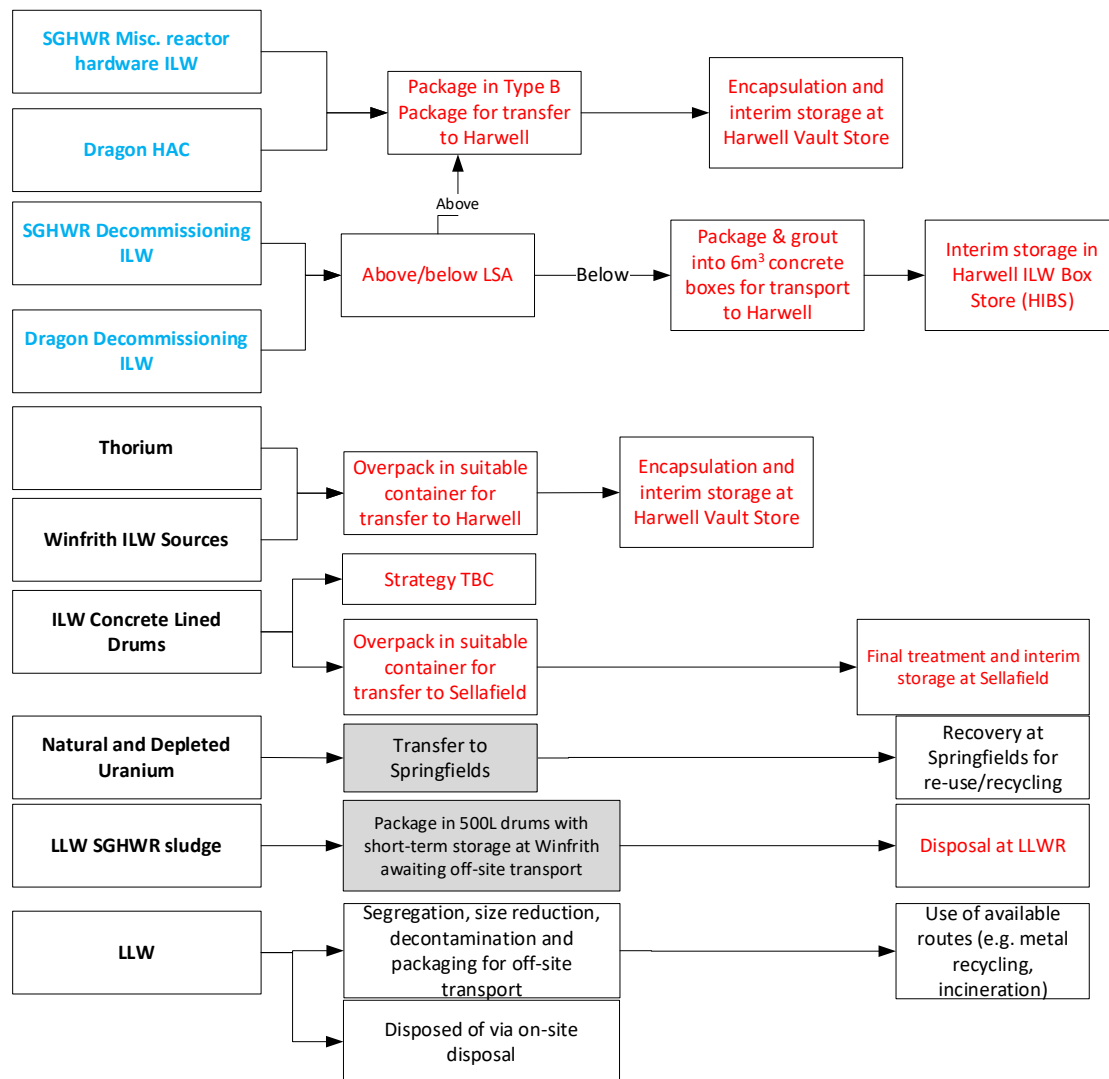 SGHWR Misc. reactor
hardware ILW
Package in Type B
Package for transfer
to Harwell
Encapsulation and
interim storage at
Harwell Vault Store
Dragon HAC
Above
SGHWR Decommissioning
ILW
Above/below LSA
Below
Package & grout
into 6m³ concrete
boxes for transport
to Harwell
Interim storage in
Harwell ILW Box
Store (HIBS)
Dragon Decommissioning
ILW
Thorium
Overpack in suitable
container for
transfer to Harwell
Encapsulation and
interim storage at
Harwell Vault Store
Winfrith ILW Sources
Strategy TBC
ILW Concrete Lined
Drums
Overpack in suitable
container for
transfer to Sellafield
Final treatment and interim
storage at Sellafield
Natural and Depleted
Uranium
Transfer to
Springfields
Recovery at
Springfields for
re-use/recycling
LLW SGHWR sludge
Package in 500L drums with
short-term storage at Winfrith
awaiting off-site transport
Disposal at LLWR
LLW
Segregation, size reduction,
decontamination and
packaging for off-site
transport
Use of available
routes (e.g. metal
recycling,
incineration)
Disposed of via on-site
disposal